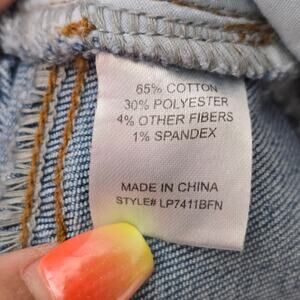 65% COTTON
30% POLYESTER
4% OTHER FIBERS
1% SPANDEX
MADE IN CHINA
STYLE# LP7411BFN